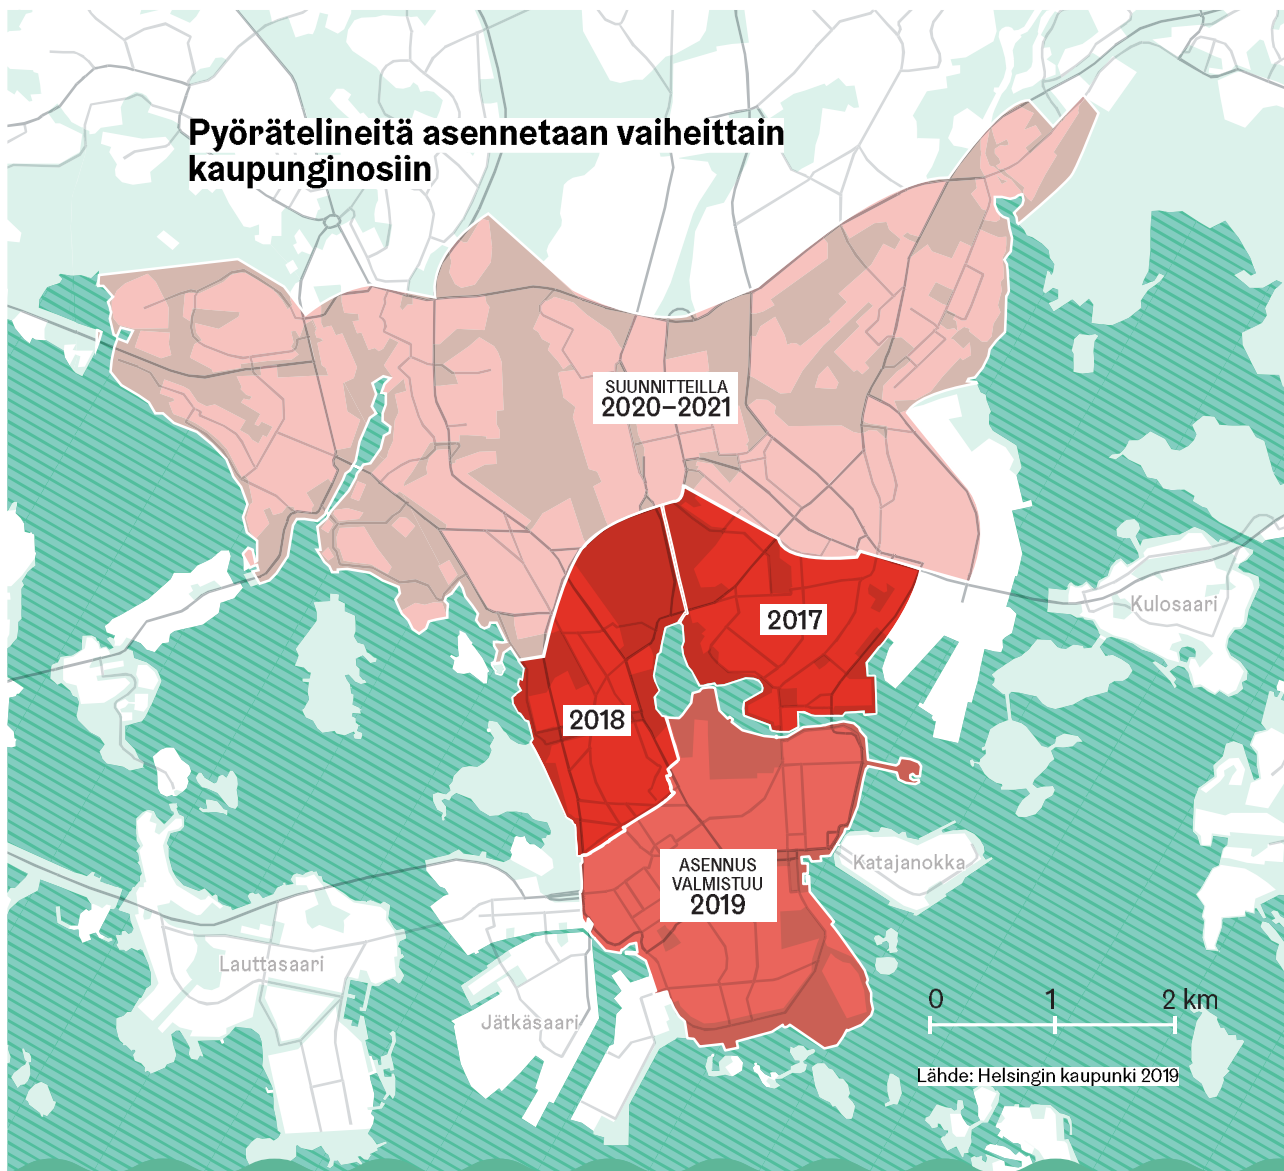 Pyörätelineitä asennetaan vaiheittain
kaupunginosiin
SUUNNITTEILLA
2020–2021
2017
Kulosaari
2018
ASENNUS
VALMISTUU
2019
Katajanokka
Lauttasaari
Jätkäsaari
0 1 2 km
Lähde: Helsingin kaupunki 2019